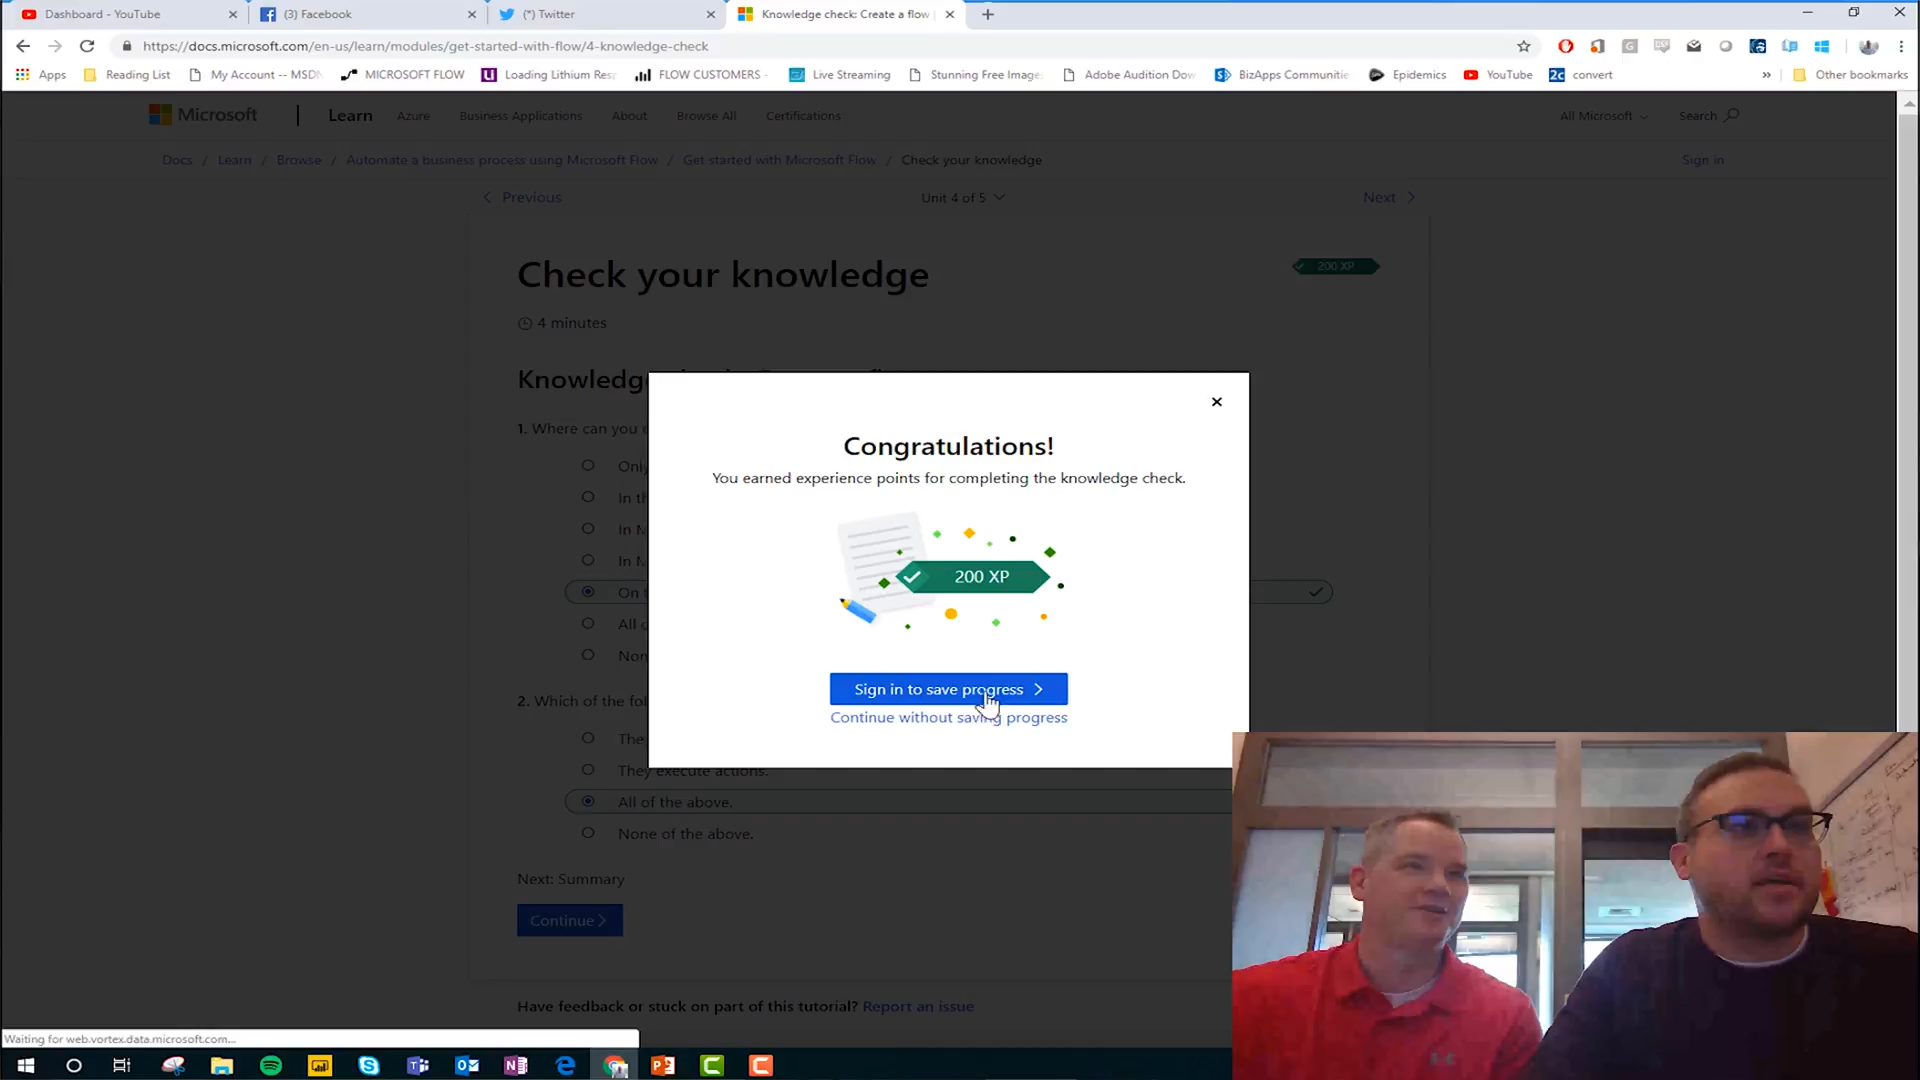 Dashboard - YouTube
(3) Facebook
(*) Twitter
Knowledge check: Create a flow
https://docs.microsoft.com/en-us/learn/modules/get-started-with-flow/4-knowledge-check
Apps
Reading List
My Account -- MSDN
MICROSOFT FLOW
Loading Lithium Res
FLOW CUSTOMERS -
Live Streaming
Stunning Free Image
Adobe Audition Dow
BizApps Communitie
Epidemics
YouTube
convert
»
Other bookmarks
Microsoft
Learn
Azure
Business Applications
About
Browse All
Certifications
All Microsoft
Search
Docs / Learn / Browse / Automate a business process using Microsoft Flow / Get started with Microsoft Flow / Check your knowledge
Sign in
Previous
Unit 4 of 5
Next
Check your knowledge
200 XP
4 minutes
Knowledge
1. Where can you
Only
In th
In M
In M
On
All
Non
2. Which of the fol
The
They execute actions.
All of the above.
None of the above.
Next: Summary
Continue
Have feedback or stuck on part of this tutorial? Report an issue
Congratulations!
You earned experience points for completing the knowledge check.
200 XP
Sign in to save progress
Continue without saving progress
Waiting for web.vortex.data.microsoft.com...